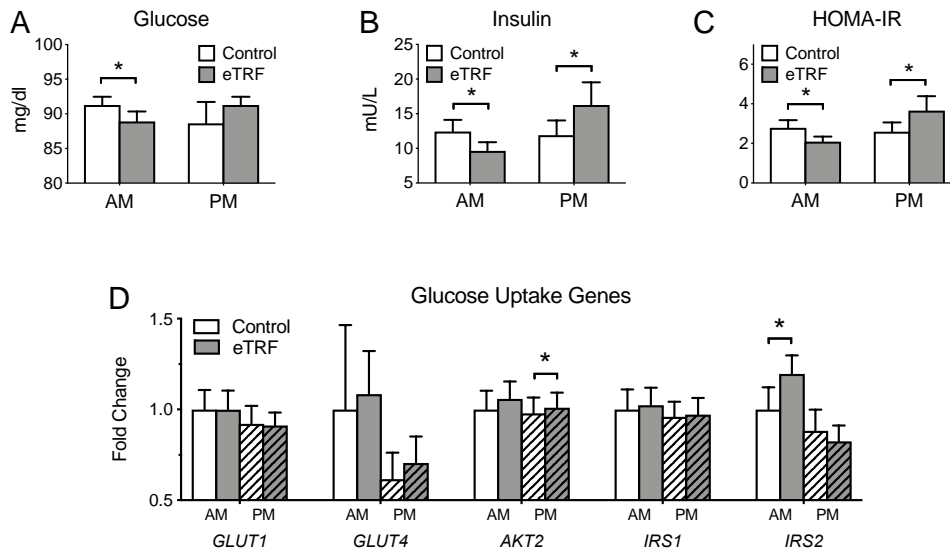 A
Glucose
Control
eTRF
mg/dl
100
95
90
85
80
*
AM
PM
B
Insulin
Control
eTRF
mU/L
25
20
15
10
5
*
*
AM
PM
C
HOMA-IR
Control
eTRF
6
4
2
0
*
*
AM
PM
D
Glucose Uptake Genes
Control
eTRF
Fold Change
1.5
1.0
0.5
*
*
AM PM
AM PM
AM PM
AM PM
AM PM
GLUT1
GLUT4
AKT2
IRS1
IRS2